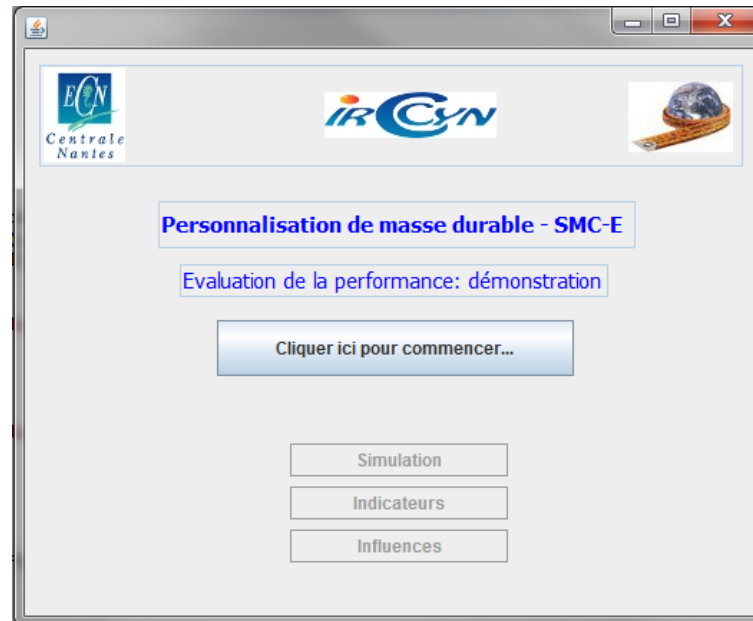 ECN
Centrale
Nantes
IRCCyN
Personnalisation de masse durable - SMC-E
Evaluation de la performance: démonstration
Cliquer ici pour commencer...
Simulation
Indicateurs
Influences